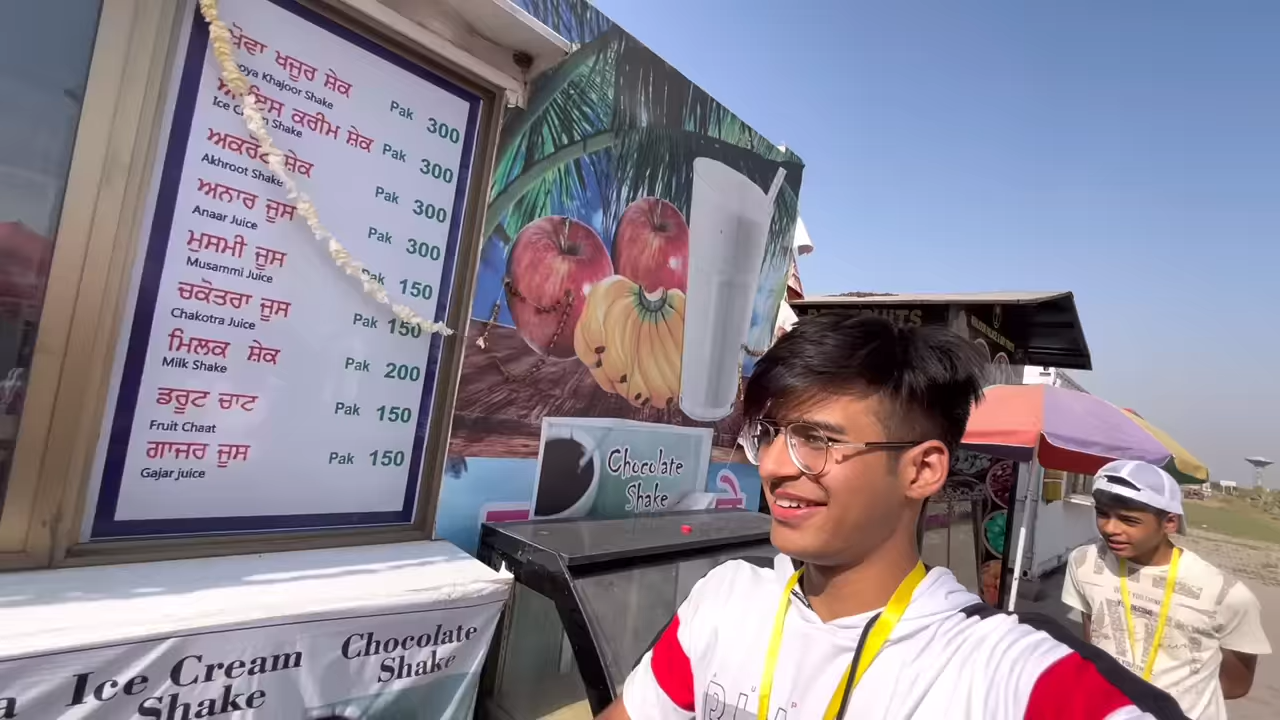 ਖੋਵਾ ਖਜੂਰ ਸ਼ੇਕ
Khajoor Shake Pak 300
ਕਰੀਮ ਸ਼ੇਕ
Ice Cream Shake Pak 300
ਅਕਰੋਟ ਸ਼ੇਕ
Akhroot Shake Pak 300
ਅਨਾਰ ਜੂਸ
Anaar Juice Pak 300
ਮੁਸਮੀ ਜੂਸ
Musammi Juice Pak 150
ਚਕੋਤਰਾ ਜੂਸ
Chakotra Juice Pak 150
ਮਿਲਕ ਸ਼ੇਕ
Milk Shake Pak 200
ਫ਼ਰੂਟ ਚਾਟ
Fruit Chaat Pak 150
ਗਾਜਰ ਜੂਸ
Gajar juice Pak 150
Chocolate
Shake
Ice Cream
Shake
Chocolate
Shake